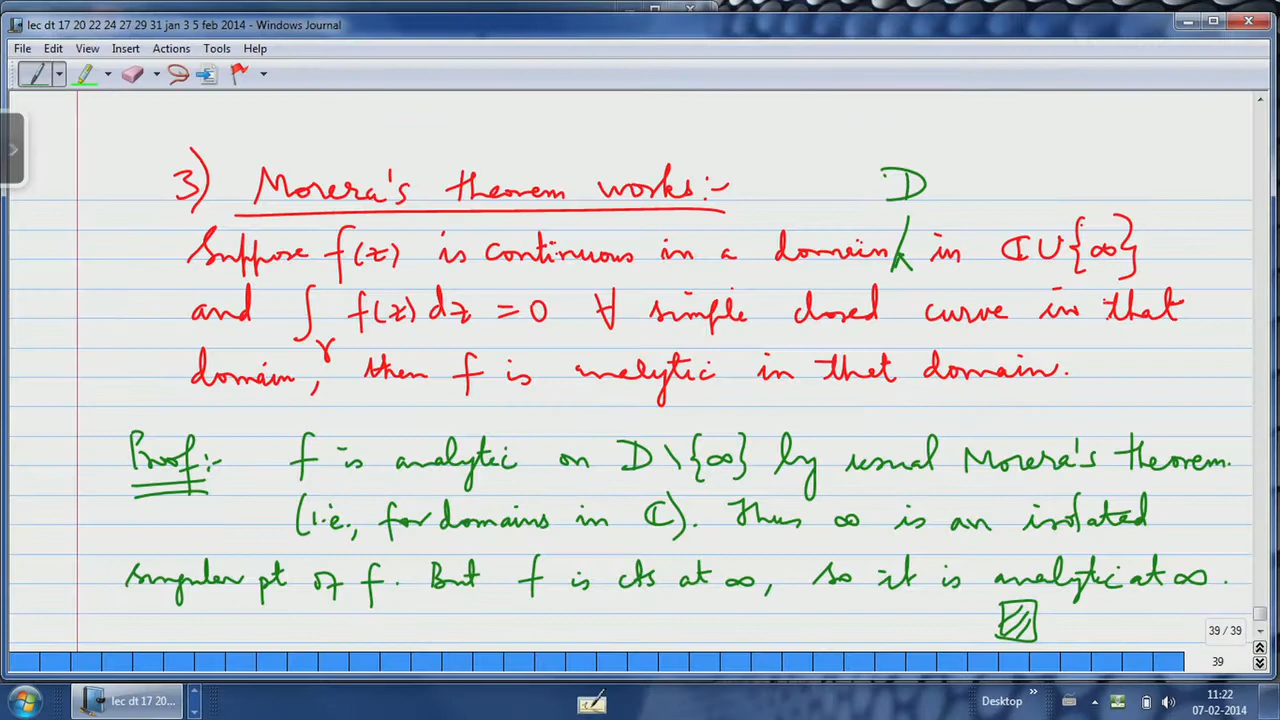 lec dt 17 20 22 24 27 29 31 jan 3 5 feb 2014 - Windows Journal
File Edit View Insert Actions Tools Help
D
3) Morera's theorem works:-
Suppose f(z) is continuous in a domain in ℂ∪{∞}
and ∫γ f(z) dz = 0 ∀ simple closed curve in that
domain, then f is analytic in that domain.
Proof:- f is analytic on D\{∞} by usual Morera's theorem.
(i.e., for domains in ℂ). Thus ∞ is an isolated
singular pt of f. But f is cts at ∞, so it is analytic at ∞.
39 / 39
39
lec dt 17 20...
Desktop
11:22
07-02-2014